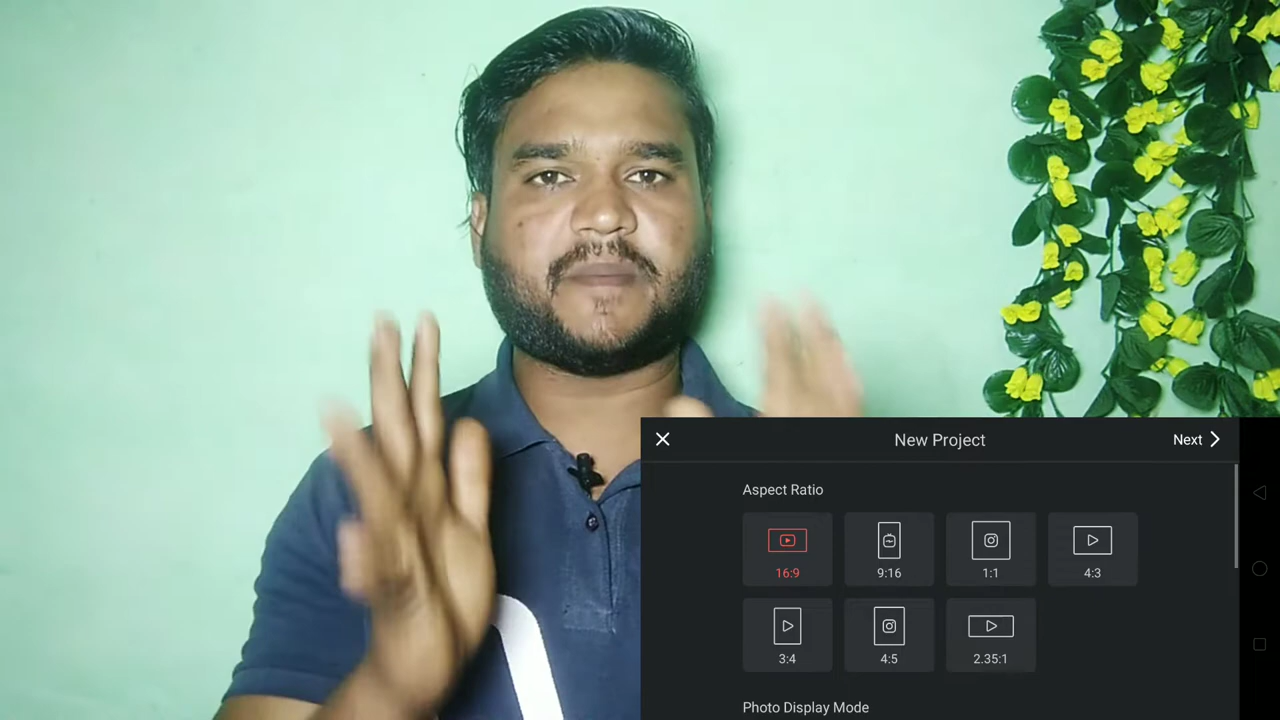 New Project
Next
Aspect Ratio
16:9
9:16
1:1
4:3
3:4
4:5
2.35:1
Photo Display Mode